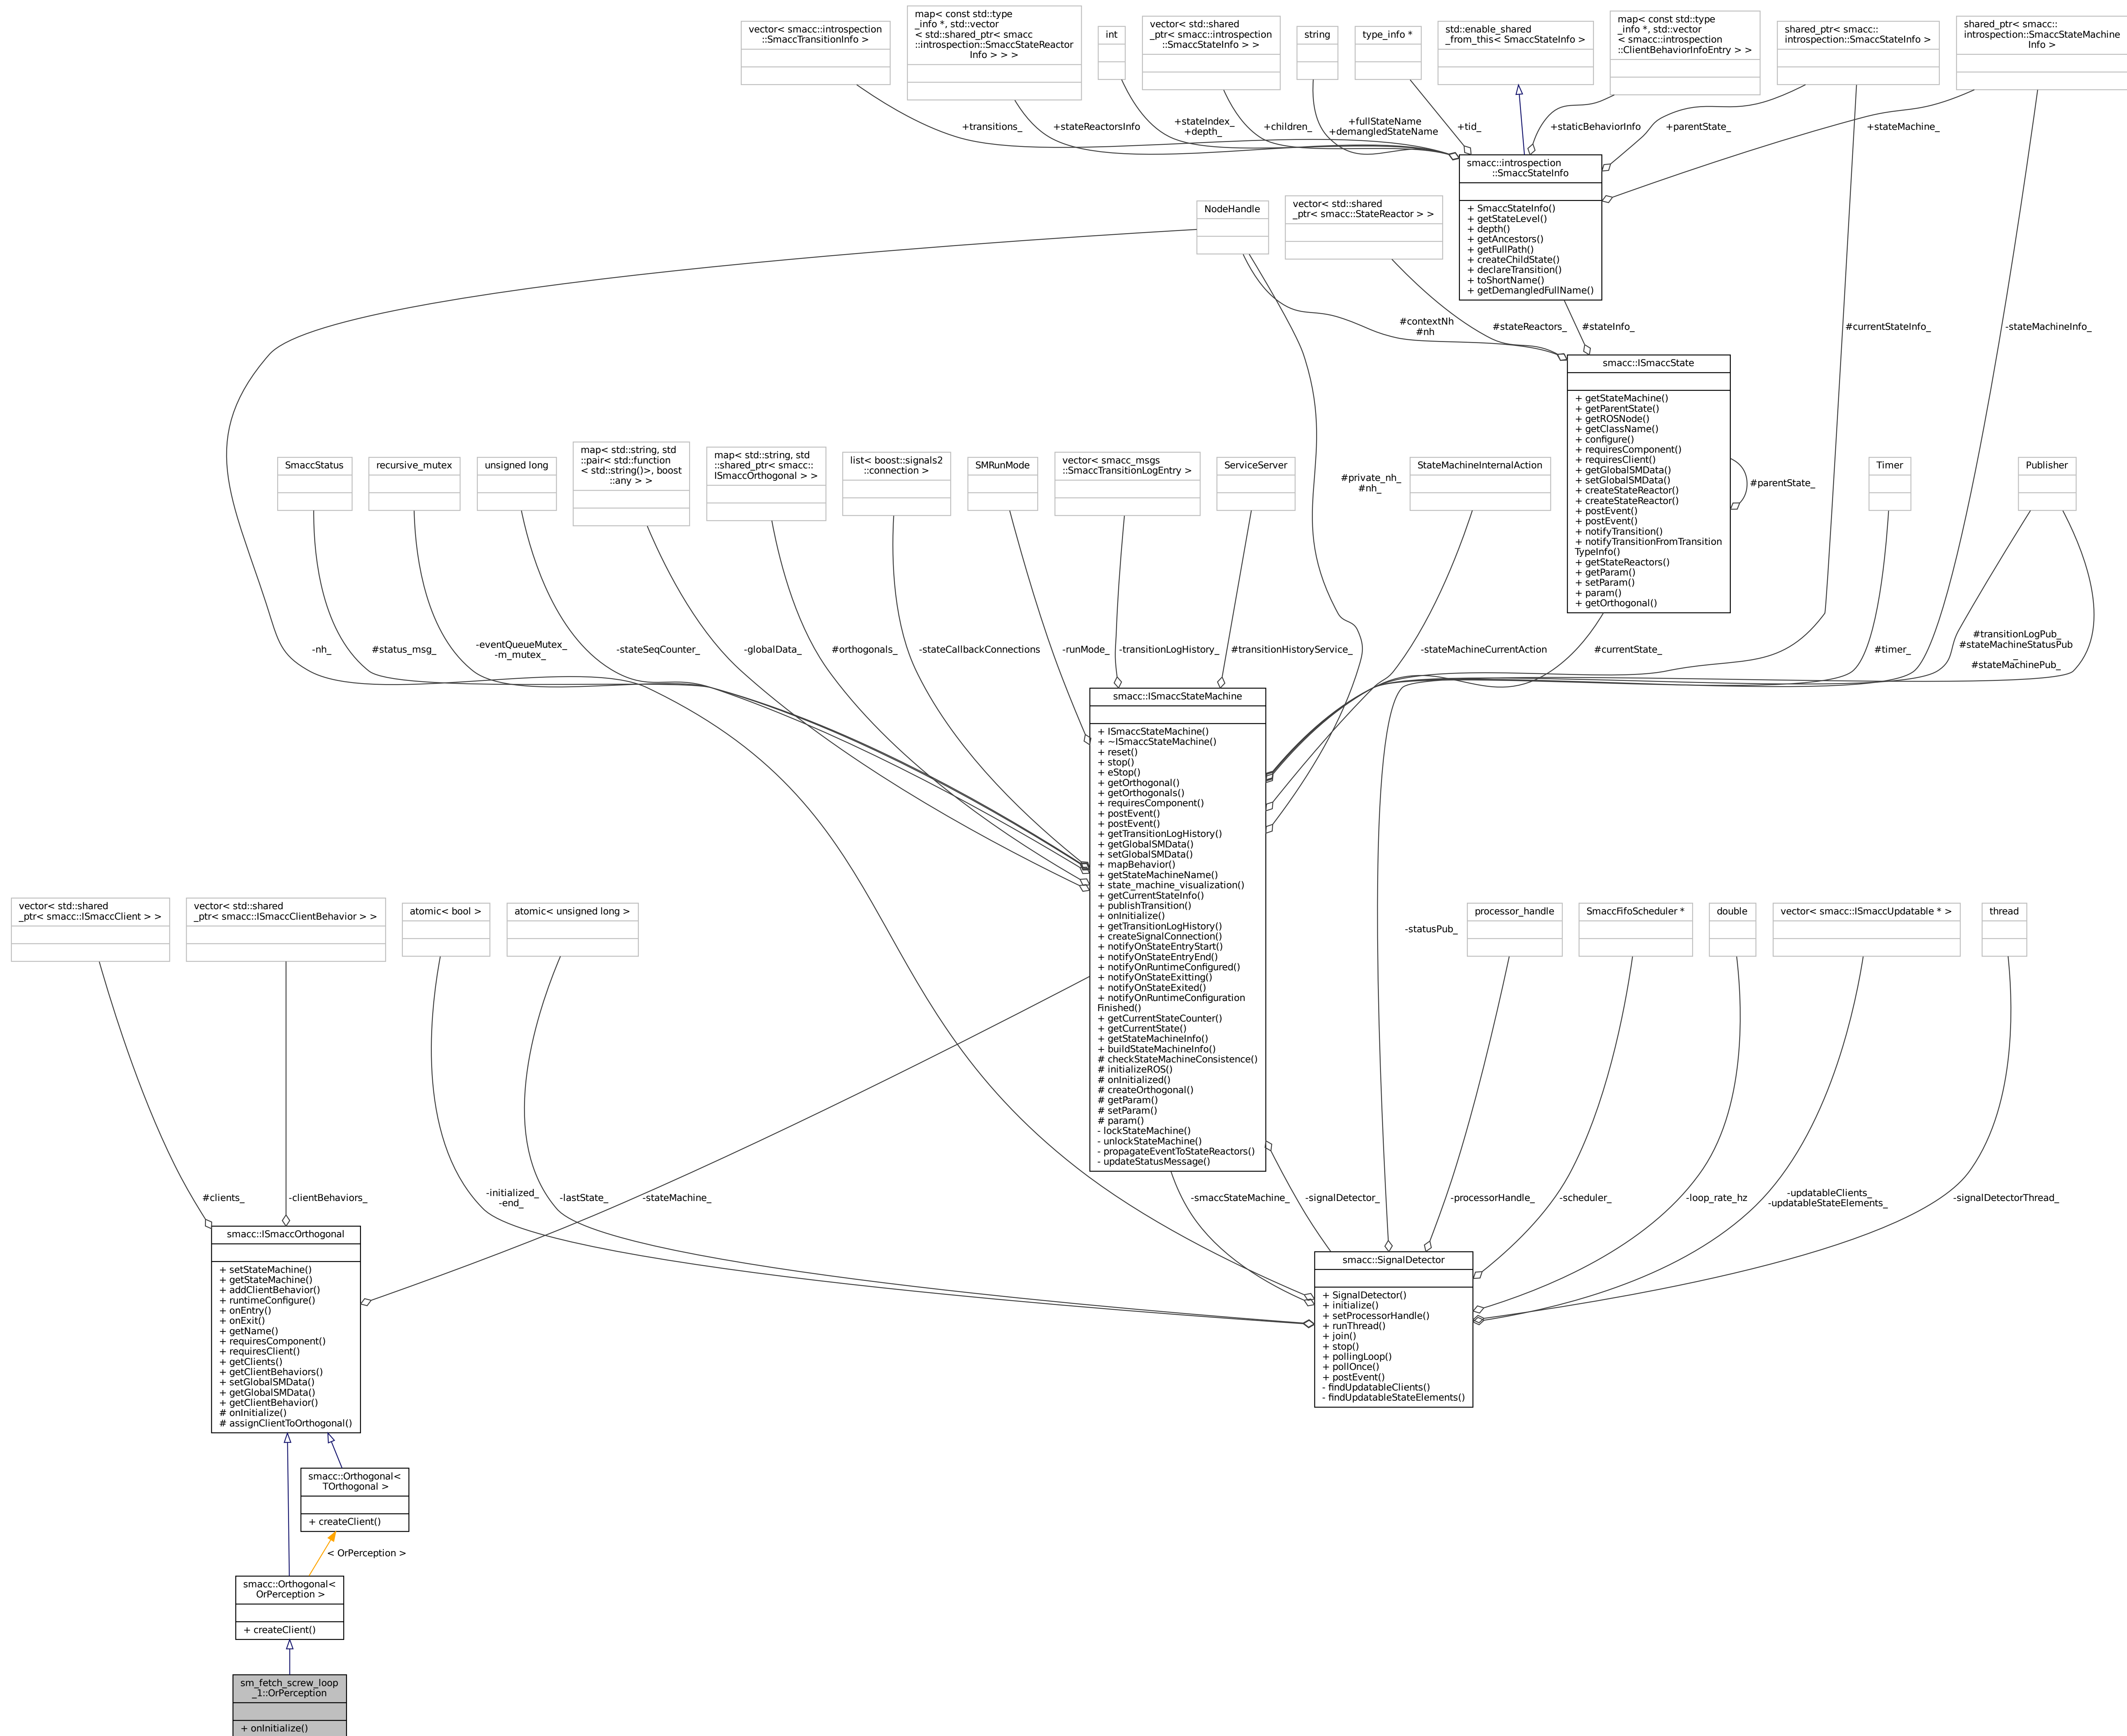 vector< smacc::introspection
::SmaccTransitionInfo >
map< const std::type
_info *, std::vector
< std::shared_ptr< smacc
::introspection::SmaccStateReactor
Info > > >
int
vector< std::shared
_ptr< smacc::introspection
::SmaccStateInfo > >
string
type_info *
std::enable_shared
_from_this< SmaccStateInfo >
map< const std::type
_info *, std::vector
< smacc::introspection
::ClientBehaviorInfoEntry > >
shared_ptr< smacc::
introspection::SmaccStateInfo >
shared_ptr< smacc::
introspection::SmaccStateMachine
Info >
+transitions_
+stateReactorsInfo
+stateIndex_
+depth_
+children_
+fullStateName
+demangledStateName
+tid_
+staticBehaviorInfo
+parentState_
+stateMachine_
smacc::introspection
::SmaccStateInfo
+ SmaccStateInfo()
+ getStateLevel()
+ depth()
+ getAncestors()
+ getFullPath()
+ createChildState()
+ declareTransition()
+ toShortName()
+ getDemangledFullName()
NodeHandle
vector< std::shared
_ptr< smacc::StateReactor > >
#contextNh
#nh
#stateReactors_
#stateInfo_
#currentStateInfo_
-stateMachineInfo_
smacc::ISmaccState
+ getStateMachine()
+ getParentState()
+ getROSNode()
+ getClassName()
+ configure()
+ requiresComponent()
+ requiresClient()
+ getGlobalSMData()
+ setGlobalSMData()
+ createStateReactor()
+ createStateReactor()
+ postEvent()
+ postEvent()
+ notifyTransition()
+ notifyTransitionFromTransition
TypeInfo()
+ getStateReactors()
+ getParam()
+ setParam()
+ param()
+ getOrthogonal()
#parentState_
SmaccStatus
recursive_mutex
unsigned long
map< std::string, std
::pair< std::function
< std::string()>, boost
::any > >
map< std::string, std
::shared_ptr< smacc::
ISmaccOrthogonal > >
list< boost::signals2
::connection >
SMRunMode
vector< smacc_msgs
::SmaccTransitionLogEntry >
ServiceServer
#private_nh_
#nh_
StateMachineInternalAction
Timer
Publisher
-nh_
#status_msg_
-eventQueueMutex_
-m_mutex_
-stateSeqCounter_
-globalData_
#orthogonals_
-stateCallbackConnections
-runMode_
-transitionLogHistory_
#transitionHistoryService_
-stateMachineCurrentAction
#currentState_
#timer_
#transitionLogPub_
#stateMachineStatusPub
_
#stateMachinePub_
smacc::ISmaccStateMachine
+ ISmaccStateMachine()
+ ~ISmaccStateMachine()
+ reset()
+ stop()
+ eStop()
+ getOrthogonal()
+ getOrthogonals()
+ requiresComponent()
+ postEvent()
+ postEvent()
+ getTransitionLogHistory()
+ getGlobalSMData()
+ setGlobalSMData()
+ mapBehavior()
+ getStateMachineName()
+ state_machine_visualization()
+ getCurrentStateInfo()
+ publishTransition()
+ onInitialize()
+ getTransitionLogHistory()
+ createSignalConnection()
+ notifyOnStateEntryStart()
+ notifyOnStateEntryEnd()
+ notifyOnRuntimeConfigured()
+ notifyOnStateExitting()
+ notifyOnStateExited()
+ notifyOnRuntimeConfiguration
Finished()
+ getCurrentStateCounter()
+ getCurrentState()
+ getStateMachineInfo()
+ buildStateMachineInfo()
# checkStateMachineConsistence()
# initializeROS()
# onInitialized()
# createOrthogonal()
# getParam()
# setParam()
# param()
- lockStateMachine()
- unlockStateMachine()
- propagateEventToStateReactors()
- updateStatusMessage()
vector< std::shared
_ptr< smacc::ISmaccClient > >
vector< std::shared
_ptr< smacc::ISmaccClientBehavior > >
atomic< bool >
atomic< unsigned long >
-statusPub_
processor_handle
SmaccFifoScheduler *
double
vector< smacc::ISmaccUpdatable * >
thread
#clients_
-clientBehaviors_
-initialized_
-end_
-lastState_
-stateMachine_
-smaccStateMachine_
-signalDetector_
-processorHandle_
-scheduler_
-loop_rate_hz
-updatableClients_
-updatableStateElements_
-signalDetectorThread_
smacc::ISmaccOrthogonal
+ setStateMachine()
+ getStateMachine()
+ addClientBehavior()
+ runtimeConfigure()
+ onEntry()
+ onExit()
+ getName()
+ requiresComponent()
+ requiresClient()
+ getClients()
+ getClientBehaviors()
+ setGlobalSMData()
+ getGlobalSMData()
+ getClientBehavior()
# onInitialize()
# assignClientToOrthogonal()
smacc::SignalDetector
+ SignalDetector()
+ initialize()
+ setProcessorHandle()
+ runThread()
+ join()
+ stop()
+ pollingLoop()
+ pollOnce()
+ postEvent()
- findUpdatableClients()
- findUpdatableStateElements()
smacc::Orthogonal<
TOrthogonal >
+ createClient()
< OrPerception >
smacc::Orthogonal<
OrPerception >
+ createClient()
sm_fetch_screw_loop
_1::OrPerception
+ onInitialize()